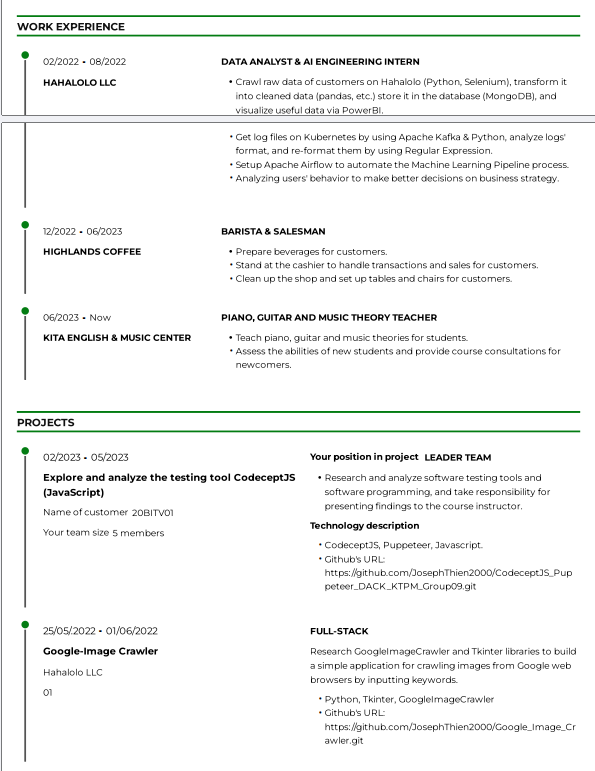 WORK EXPERIENCE
02/2022 - 08/2022
HAHALOLO LLC
DATA ANALYST & AI ENGINEERING INTERN
• Crawl raw data of customers on Hahalolo (Python, Selenium), transform it
into cleaned data (pandas, etc.) store it in the database (MongoDB), and
visualize useful data via PowerBI.
• Get log files on Kubernetes by using Apache Kafka & Python, analyze logs'
format, and re-format them by using Regular Expression.
• Setup Apache Airflow to automate the Machine Learning Pipeline process.
• Analyzing users' behavior to make better decisions on business strategy.
12/2022 - 06/2023
HIGHLANDS COFFEE
BARISTA & SALESMAN
• Prepare beverages for customers.
• Stand at the cashier to handle transactions and sales for customers.
• Clean up the shop and set up tables and chairs for customers.
06/2023 - Now
KITA ENGLISH & MUSIC CENTER
PIANO, GUITAR AND MUSIC THEORY TEACHER
• Teach piano, guitar and music theories for students.
• Assess the abilities of new students and provide course consultations for
newcomers.
PROJECTS
02/2023 - 05/2023
Explore and analyze the testing tool CodeceptJS
(JavaScript)
Name of customer 20BITV01
Your team size 5 members
Your position in project LEADER TEAM
• Research and analyze software testing tools and
software programming, and take responsibility for
presenting findings to the course instructor.
Technology description
• CodeceptJS, Puppeteer, Javascript.
• Github's URL:
https://github.com/JosephThien2000/CodeceptJS_Pup
peteer_DACK_KTPM_Group09.git
25/05/.2022 - 01/06/2022
Google-Image Crawler
Hahalolo LLC
01
FULL-STACK
Research GoogleImageCrawler and Tkinter libraries to build
a simple application for crawling images from Google web
browsers by inputting keywords.
• Python, Tkinter, GoogleImageCrawler
• Github's URL:
https://github.com/JosephThien2000/Google_Image_Cr
awler.git